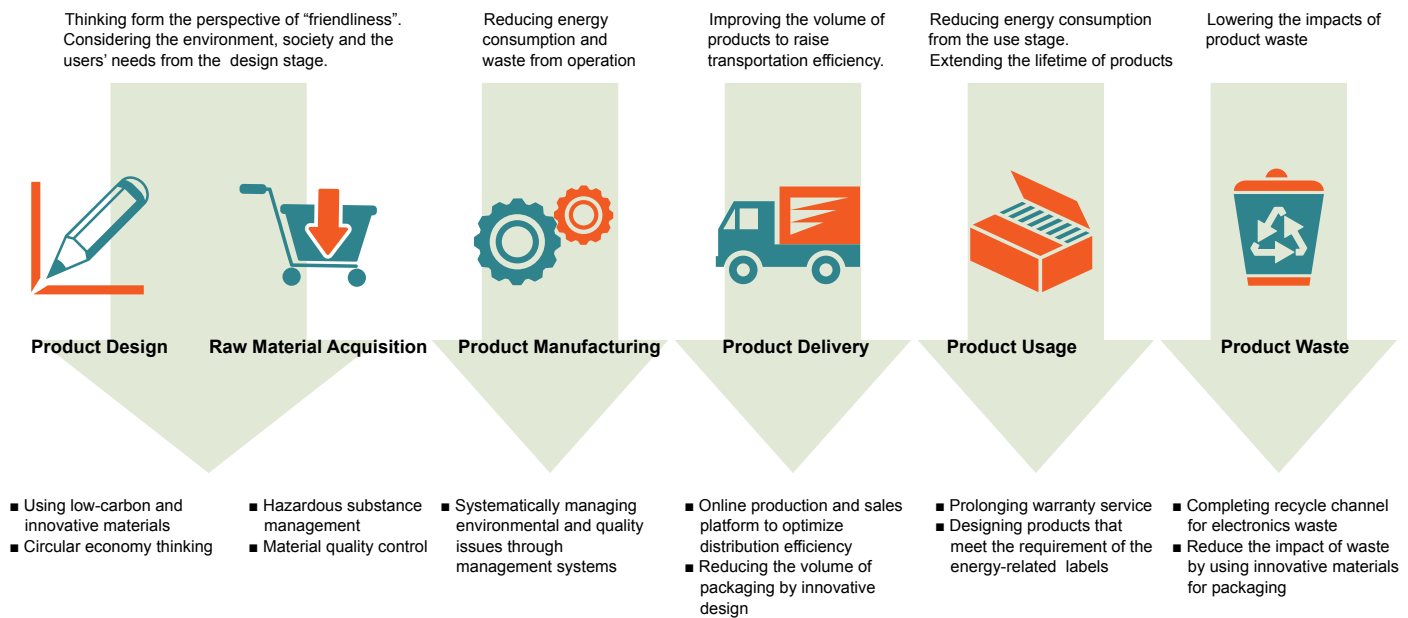 Thinking form the perspective of “friendliness”.
Considering the environment, society and the
users’ needs from the  design stage.
Reducing energy
consumption and
waste from operation
Improving the volume of
products to raise
transportation efficiency.
Reducing energy consumption
from the use stage.
Extending the lifetime of products
Lowering the impacts of
product waste
Product Design
Raw Material Acquisition
Product Manufacturing
Product Delivery
Product Usage
Product Waste
■ Using low-carbon and
innovative materials
■ Circular economy thinking
■ Hazardous substance
management
■ Material quality control
■ Systematically managing
environmental and quality
issues through
management systems
■ Online production and sales
platform to optimize
distribution efficiency
■ Reducing the volume of
packaging by innovative
design
■ Prolonging warranty service
■ Designing products that
meet the requirement of the
energy-related  labels
■ Completing recycle channel
for electronics waste
■ Reduce the impact of waste
by using innovative materials
for packaging